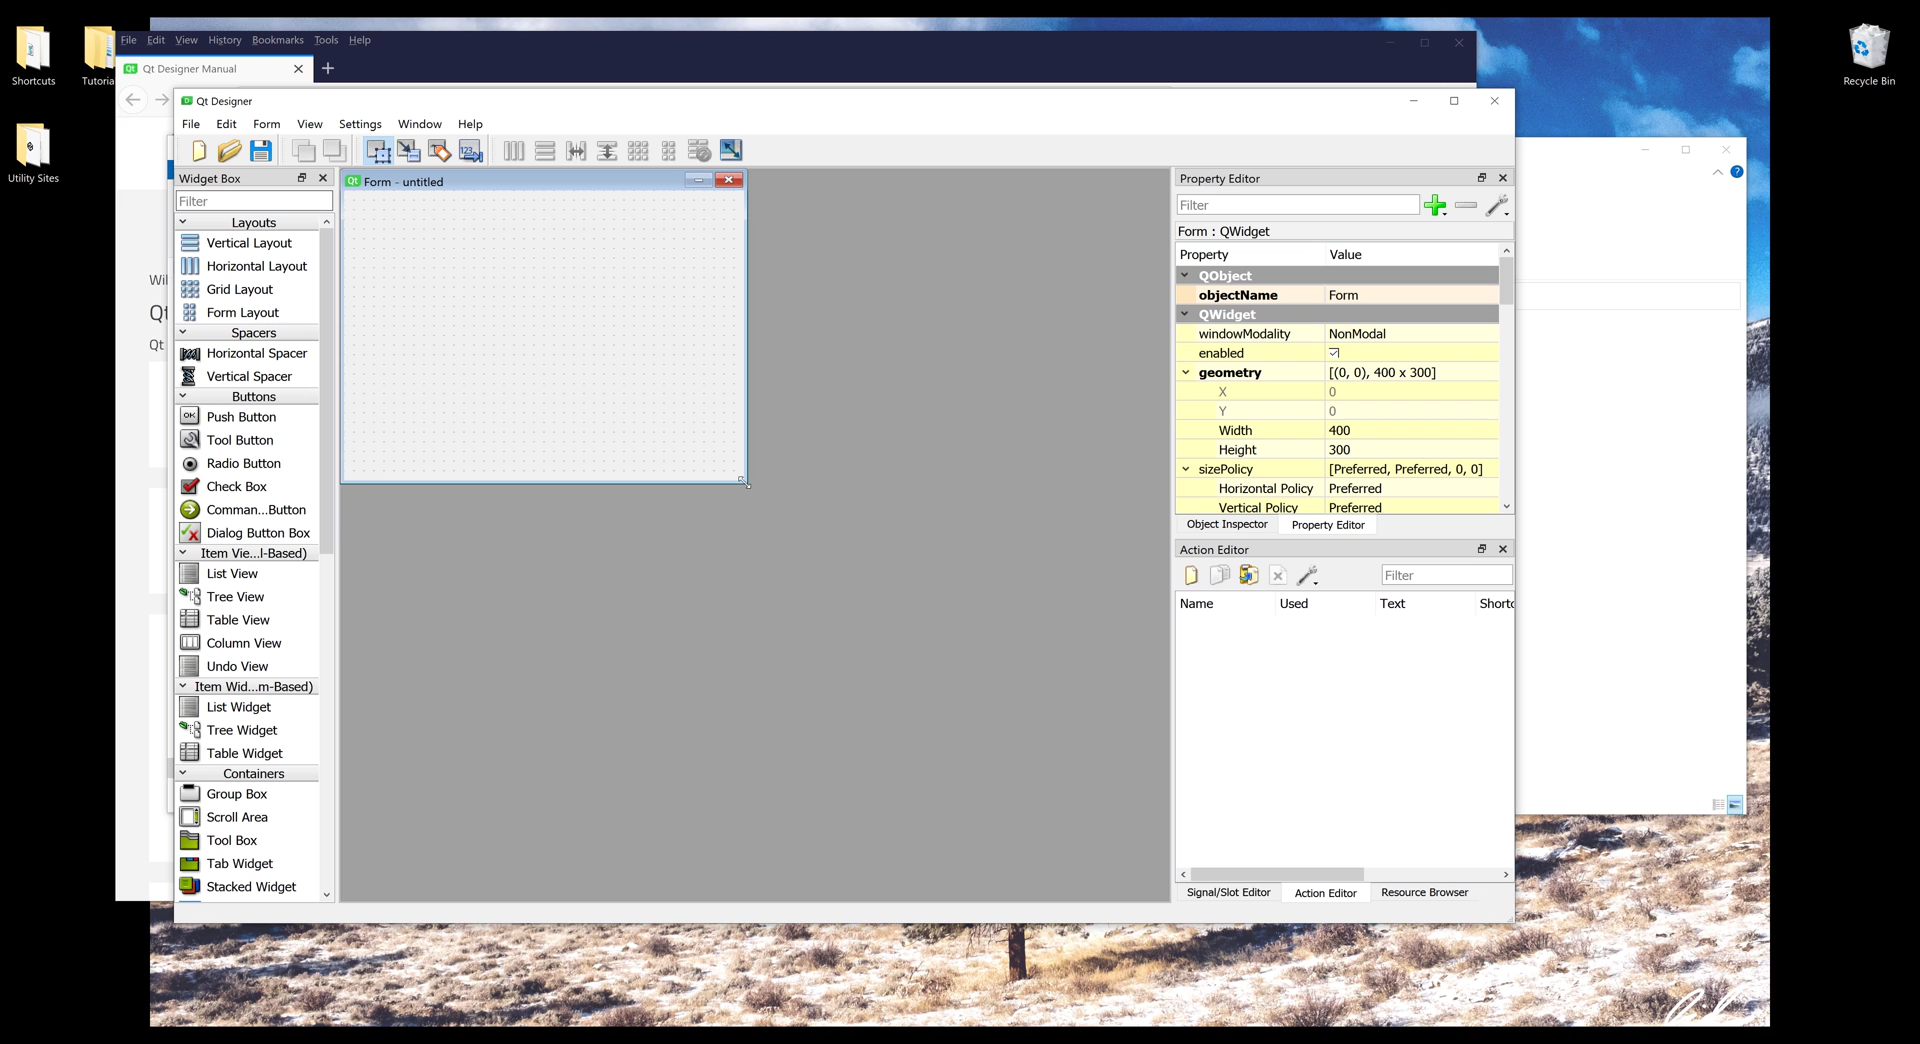 Shortcuts
Utility Sites
Recycle Bin
File Edit View History Bookmarks Tools Help
Qt Designer Manual
Qt Designer
File Edit Form View Settings Window Help
Widget Box
Filter
Layouts
Vertical Layout
Horizontal Layout
Grid Layout
Form Layout
Spacers
Horizontal Spacer
Vertical Spacer
Buttons
OK Push Button
Tool Button
Radio Button
Check Box
Comman...Button
Dialog Button Box
Item Vie...l-Based)
List View
Tree View
Table View
Column View
Undo View
Item Wid...m-Based)
List Widget
Tree Widget
Table Widget
Containers
Group Box
Scroll Area
Tool Box
Tab Widget
Stacked Widget
Qt Form - untitled
Property Editor
Filter
Form : QWidget
Property Value
QObject
objectName Form
QWidget
windowModality NonModal
enabled
geometry [(0, 0), 400 x 300]
X 0
Y 0
Width 400
Height 300
sizePolicy [Preferred, Preferred, 0, 0]
Horizontal Policy Preferred
Vertical Policy Preferred
Object Inspector Property Editor
Action Editor
Filter
Name Used Text
Signal/Slot Editor Action Editor Resource Browser
Qt